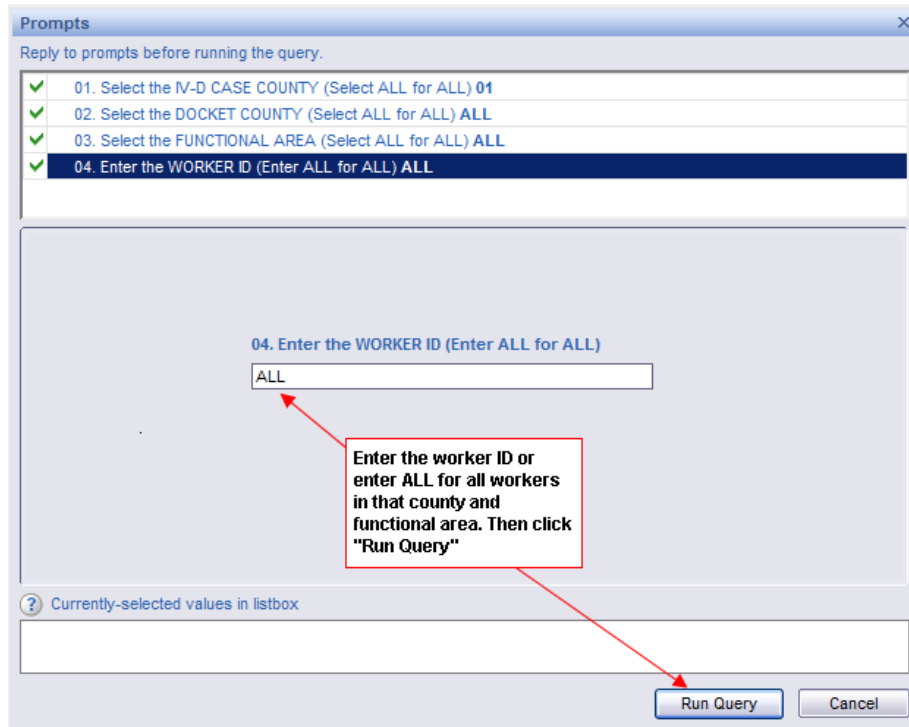 Prompts
Reply to prompts before running the query.
01. Select the IV-D CASE COUNTY (Select ALL for ALL) 01
02. Select the DOCKET COUNTY (Select ALL for ALL) ALL
03. Select the FUNCTIONAL AREA (Select ALL for ALL) ALL
04. Enter the WORKER ID (Enter ALL for ALL) ALL
04. Enter the WORKER ID (Enter ALL for ALL)
ALL
Enter the worker ID or
enter ALL for all workers
in that county and
functional area. Then click
"Run Query"
Currently-selected values in listbox
Run Query
Cancel